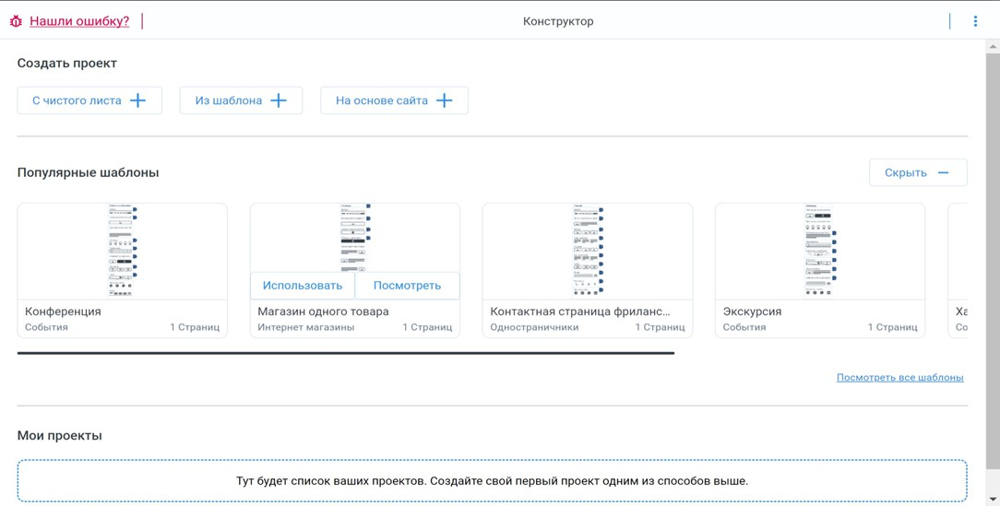 Нашли ошибку?
Конструктор
Создать проект
С чистого листа
Из шаблона
На основе сайта
Популярные шаблоны
Скрыть
Использовать
Посмотреть
Конференция
Магазин одного товара
Контактная страница фриланс...
Экскурсия
Ха
События
1 Страниц
Интернет магазины
1 Страниц
Одностраничники
1 Страниц
События
1 Страниц
Со
Посмотреть все шаблоны
Мои проекты
Тут будет список ваших проектов. Создайте свой первый проект одним из способов выше.